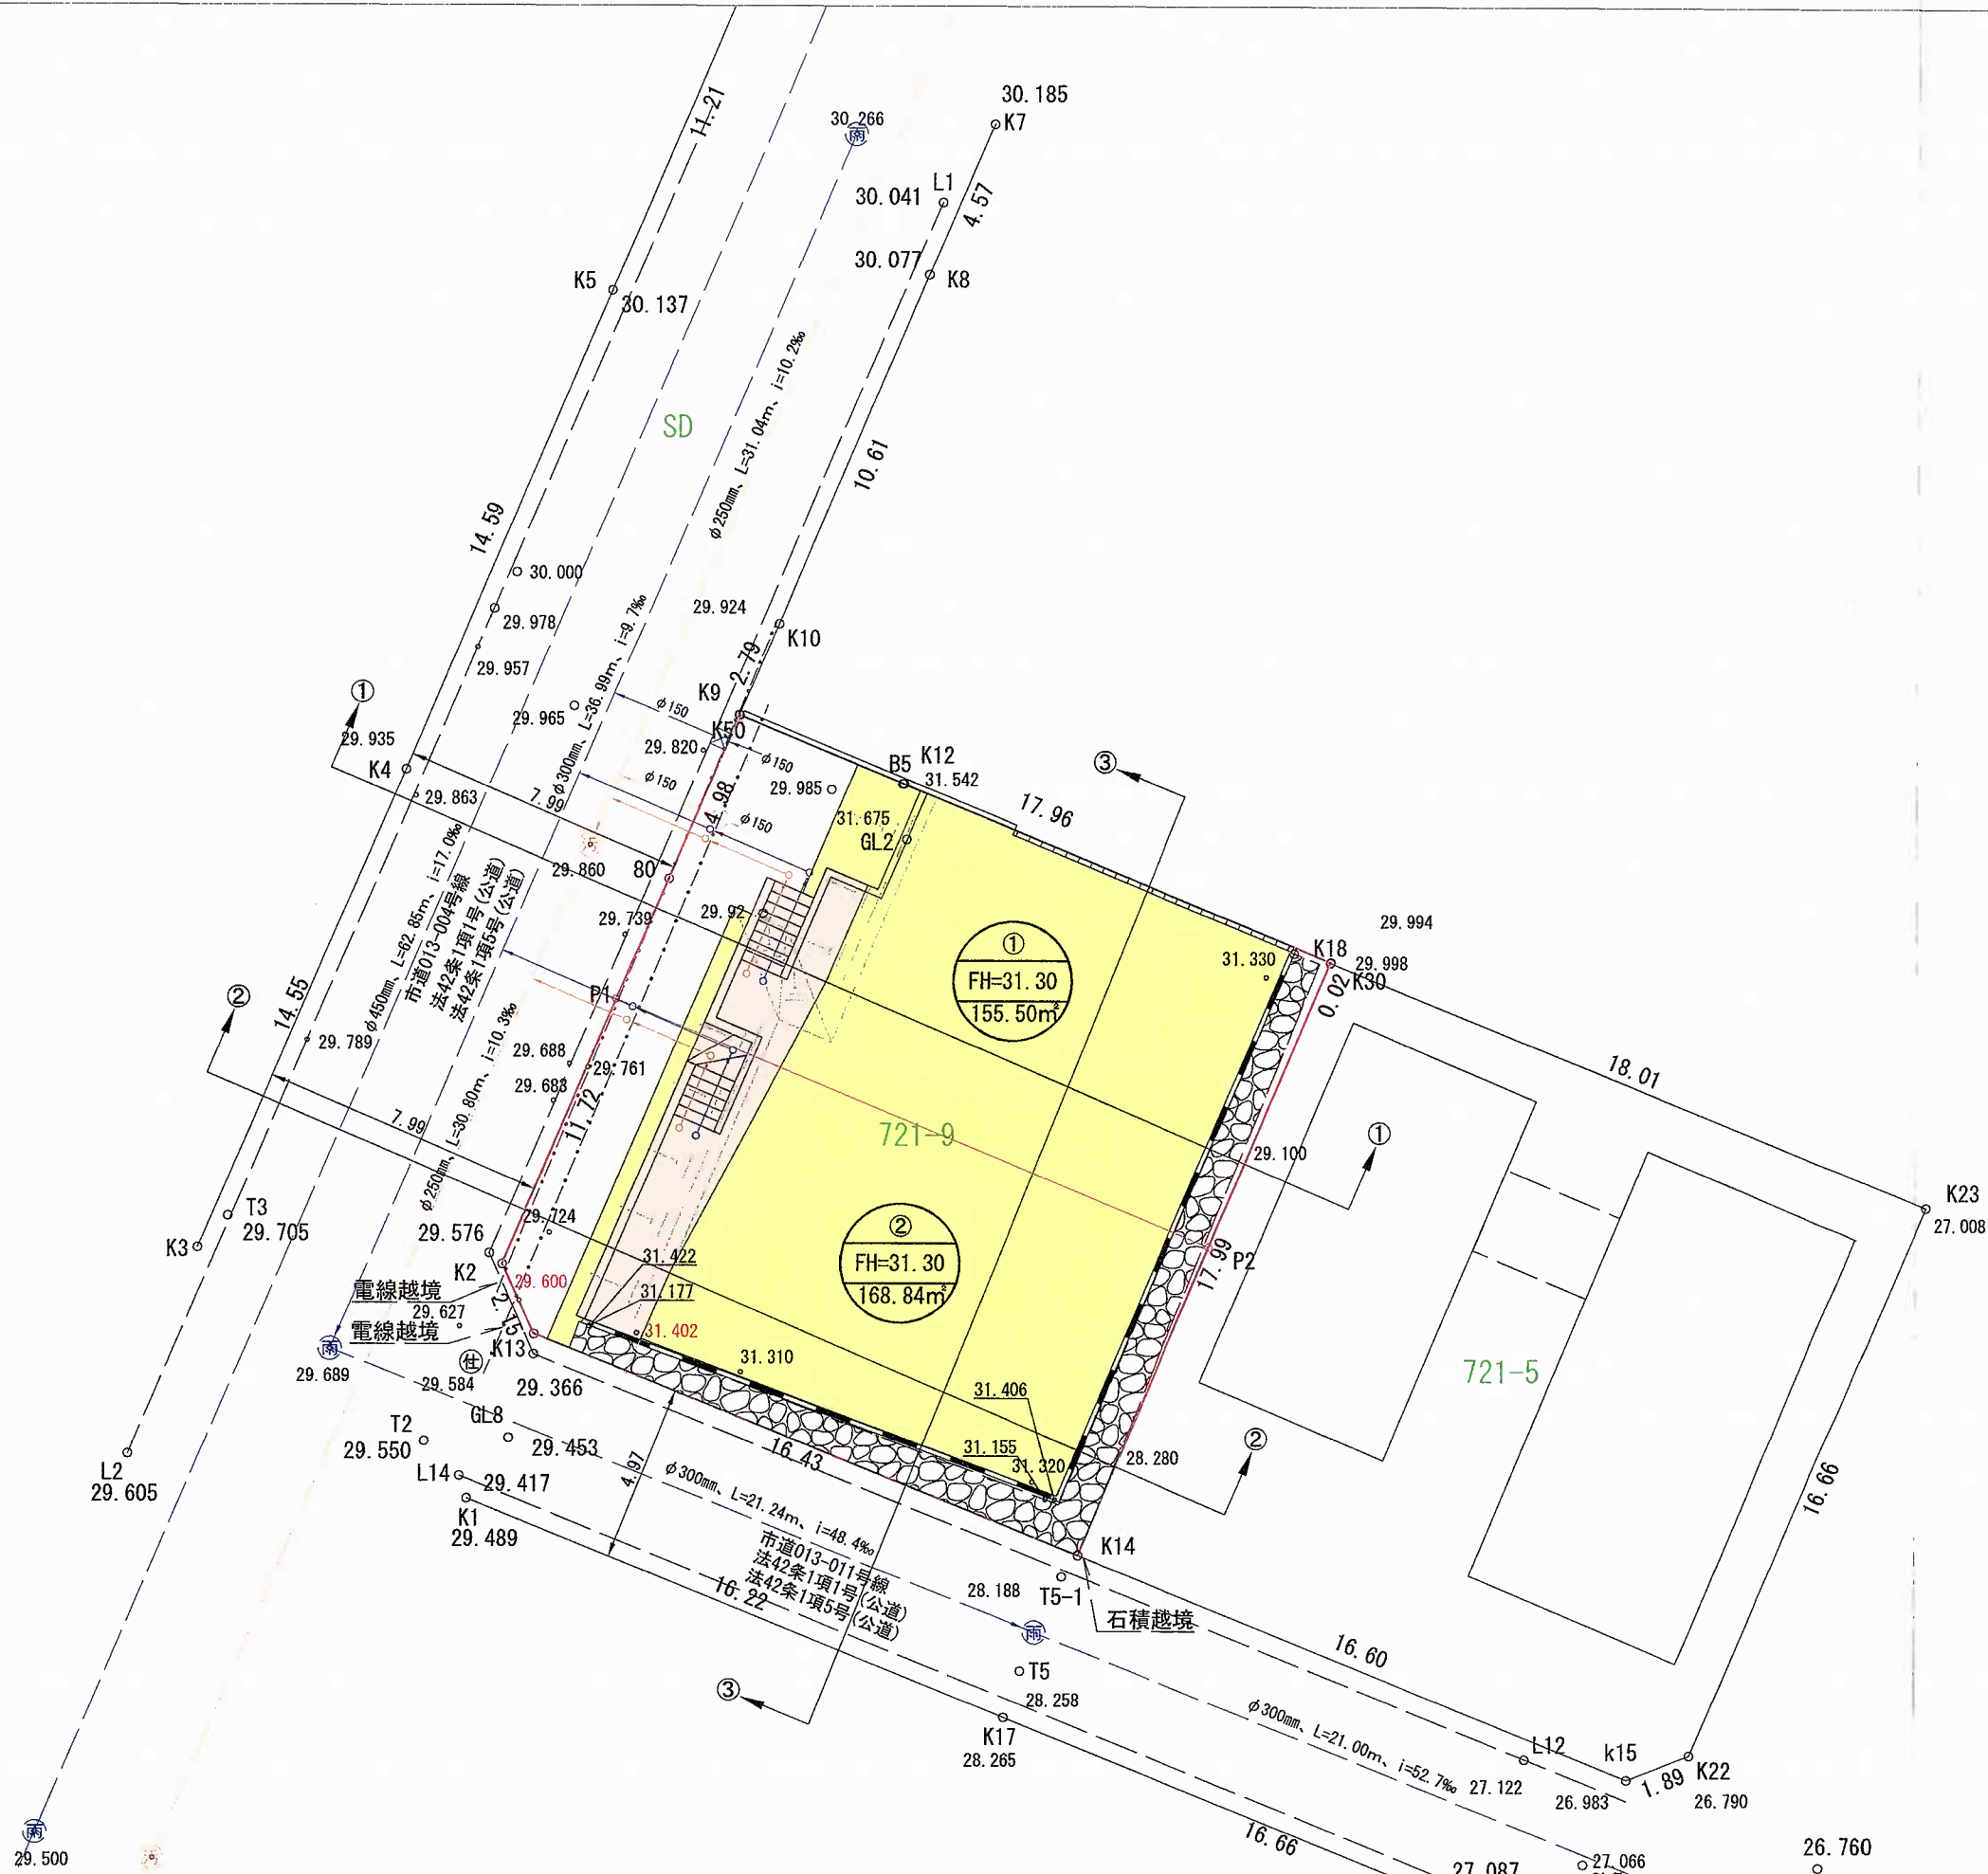 11.21
30.266
雨
30.185
K7
L1
30.041
4.57
30.077
K8
K5
30.137
φ250㎜、L=31.04m、i=10.2‰
SD
10.61
14.59
30.000
29.978
29.957
29.924
K10
2.79
K9
K50
①
29.935
K4
29.965
φ300㎜、L=36.99m、i=9.7‰
φ150
29.820
φ150
φ150
29.985
B5
K12
31.542
③
17.96
29.863
7.99
4.98
φ150
31.675
GL2
汚
29.860
80
φ450㎜、L=62.85m、i=17.0‰
市道013-004号線
法42条1項1号(公道)
法42条1項5号(公道)
29.739
29.92
①
FH=31.30
155.50㎡
31.330
29.994
K18
29.998
K30
0.02
②
14.55
P1
29.789
29.688
29.761
29.683
11.72
φ250㎜、L=30.80m、i=10.3‰
721-9
18.01
29.100
①
7.99
T3
29.705
K3
29.576
29.724
K2
29.600
電線越境
29.627
電線越境
2.15
31.422
31.177
31.402
②
FH=31.30
168.84㎡
17.99
P2
K23
27.008
雨
29.689
K13
仕
29.584
29.366
31.310
31.406
31.155
31.320
28.280
②
721-5
GL8
T2
29.550
29.453
L14
29.417
K1
29.489
L2
29.605
4.97
16.43
φ300㎜、L=21.24m、i=48.4‰
市道013-011号線
法42条1項1号(公道)
法42条1項5号(公道)
16.22
16.66
K14
28.188
T5-1
石積越境
雨
T5
28.258
③
K17
28.265
16.60
φ300㎜、L=21.00m、i=52.7‰
L12
27.122
k15
26.983
1.89
K22
26.790
16.66
雨
29.500
汚
27.087
27.066
26.760